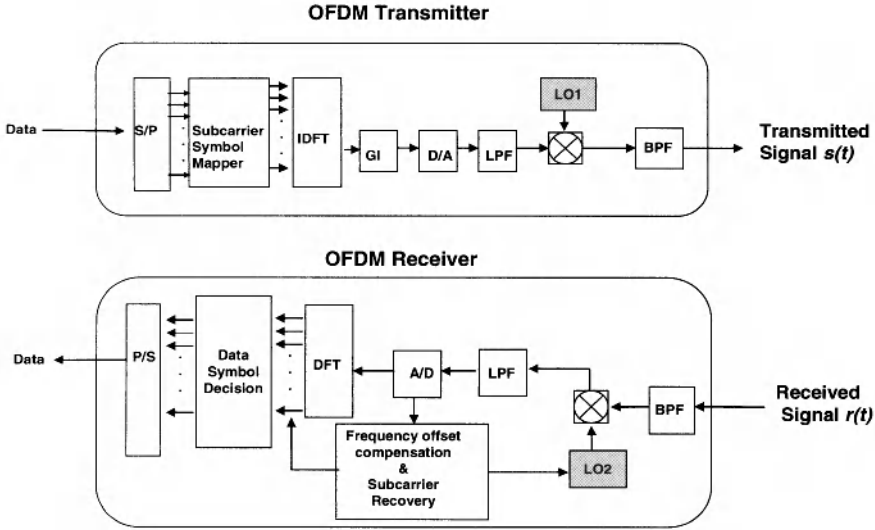 OFDM Transmitter
Data
S/P
Subcarrier
Symbol
Mapper
IDFT
GI
D/A
LPF
LO1
BPF
Transmitted
Signal s(t)
OFDM Receiver
Data
P/S
Data
Symbol
Decision
DFT
A/D
LPF
BPF
Received
Signal r(t)
Frequency offset
compensation
&
Subcarrier
Recovery
LO2